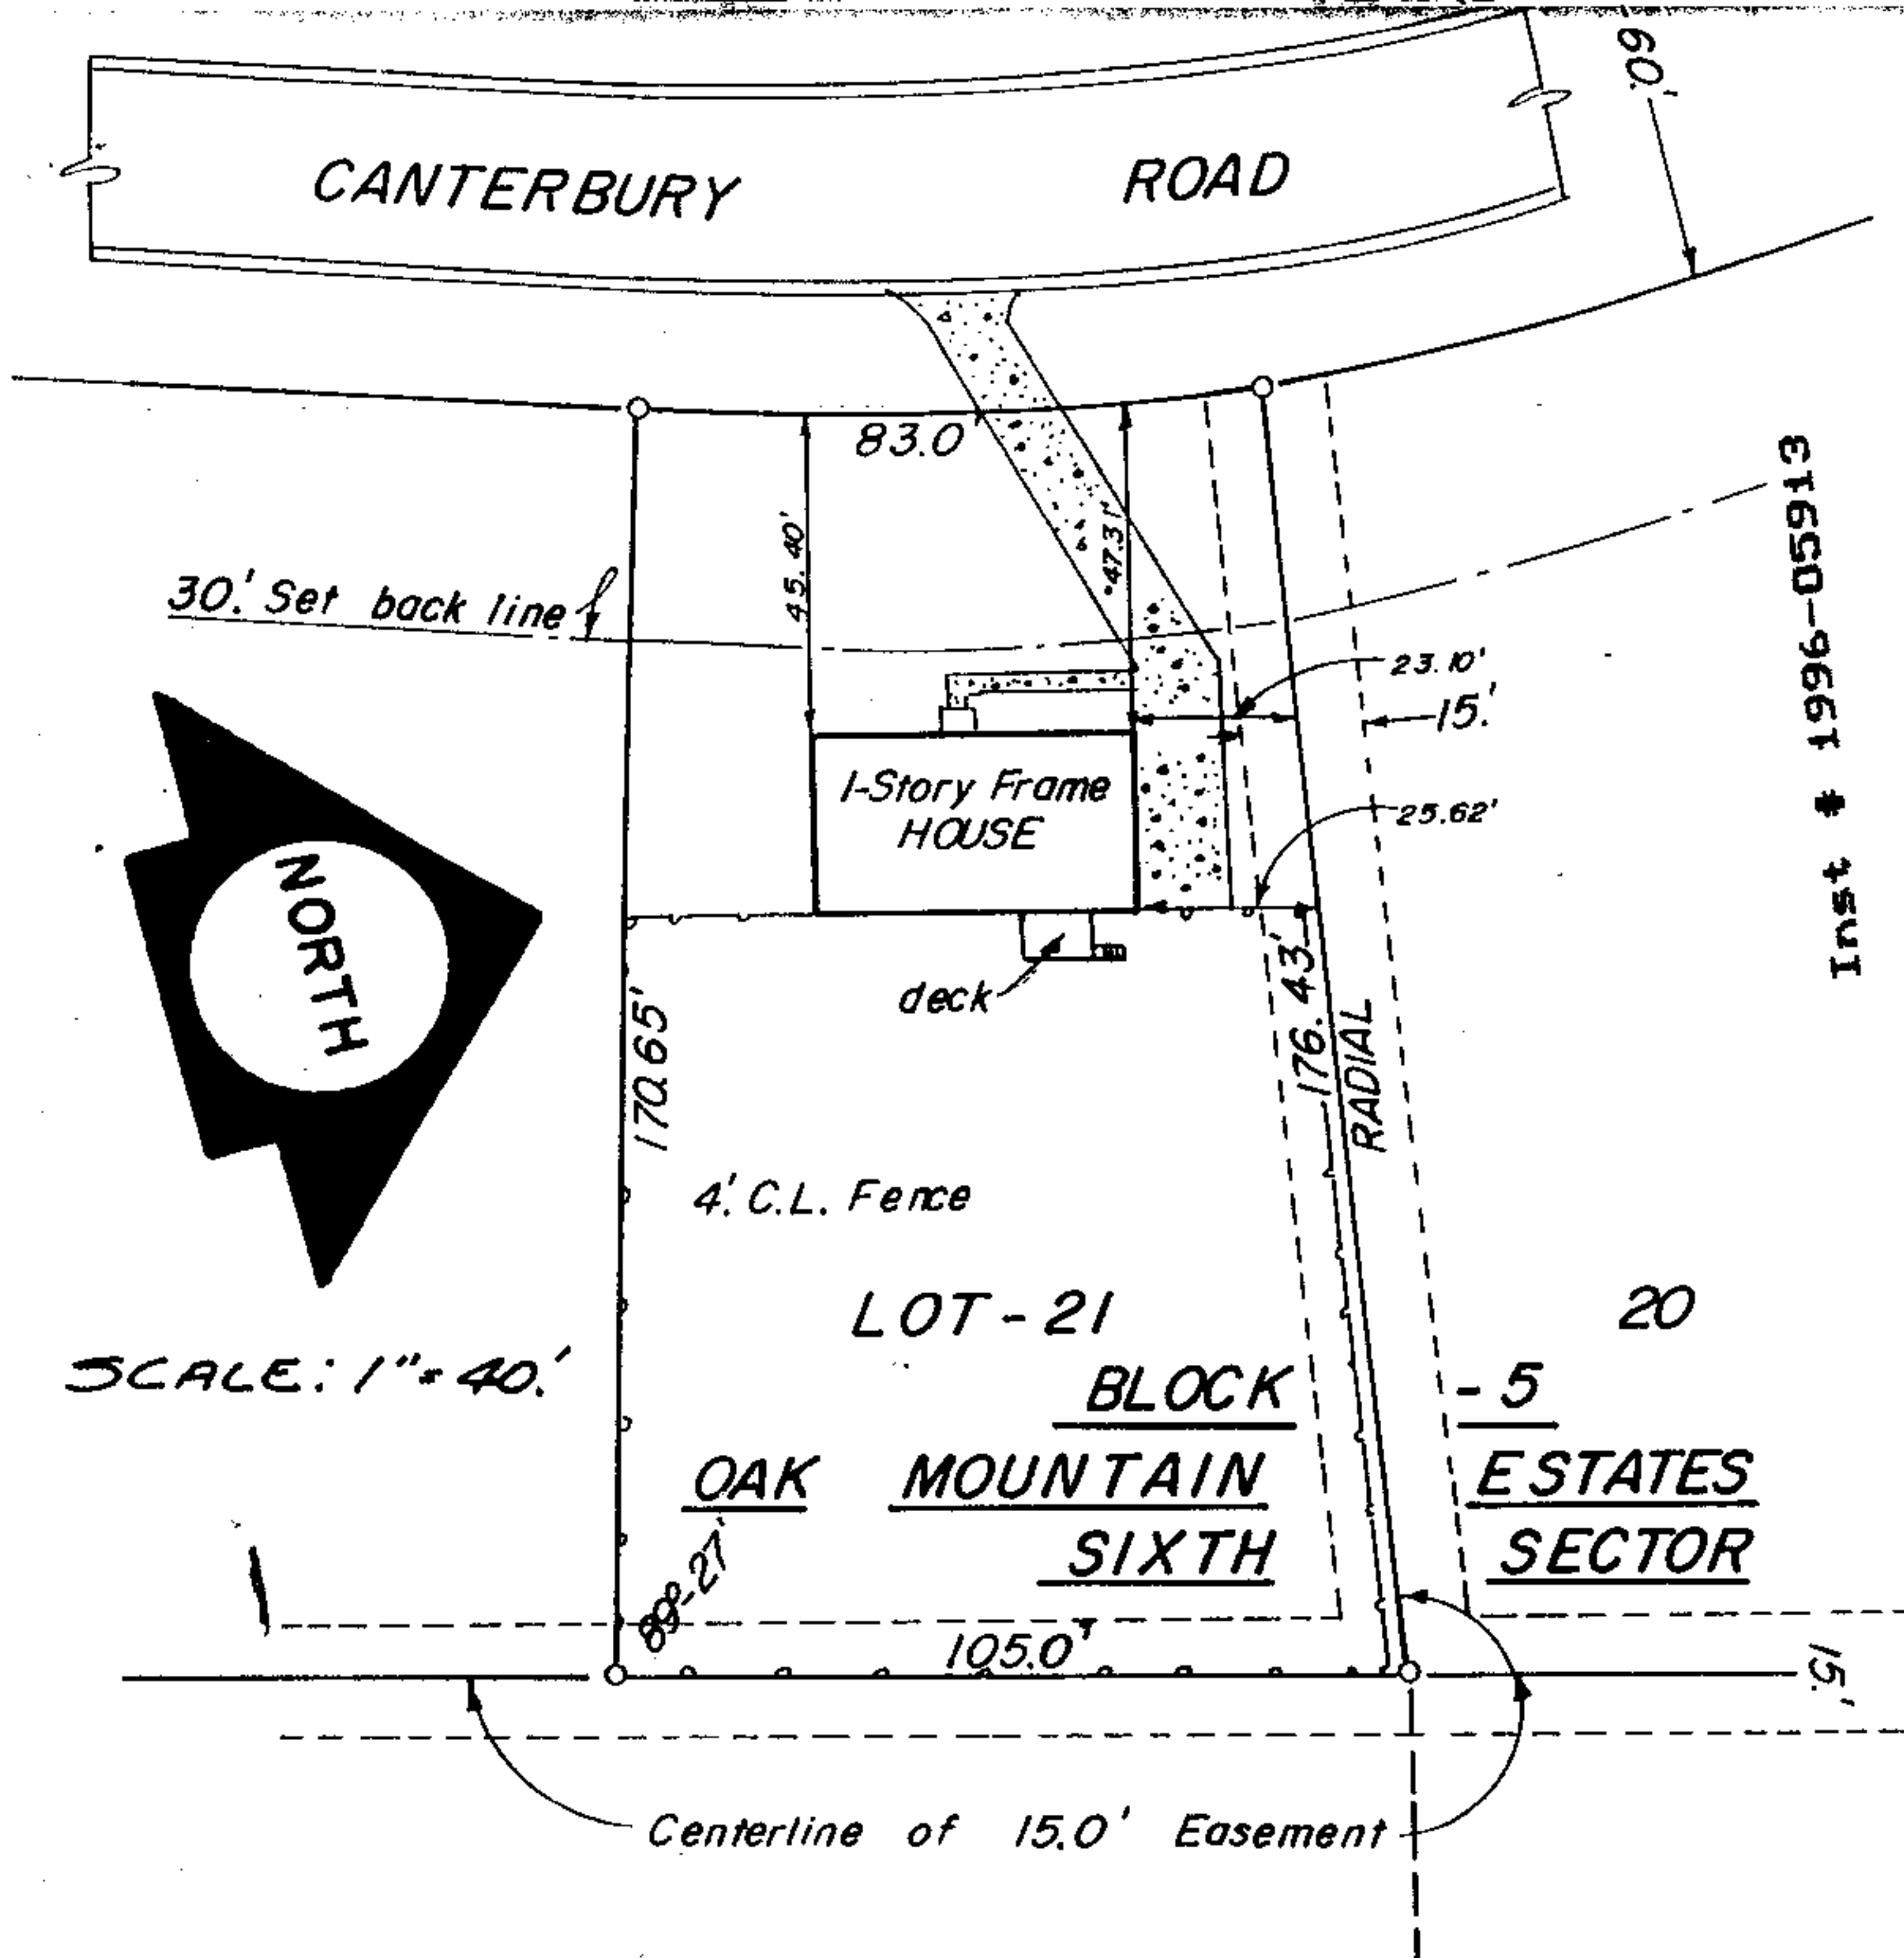 60.'
CANTERBURY ROAD
83.0'
45.40'
47.31'
30.' Set back line
23.10'
15.'
1-Story Frame
HOUSE
25.62'
Inst # 1996-05913
NORTH
deck
170.65'
176.43'
RADIAL
4.' C.L. Fence
LOT-21
20
SCALE: 1"=40.'
BLOCK - 5
OAK MOUNTAIN ESTATES
SIXTH SECTOR
88-27'
105.0'
15.'
Centerline of 15.0' Easement